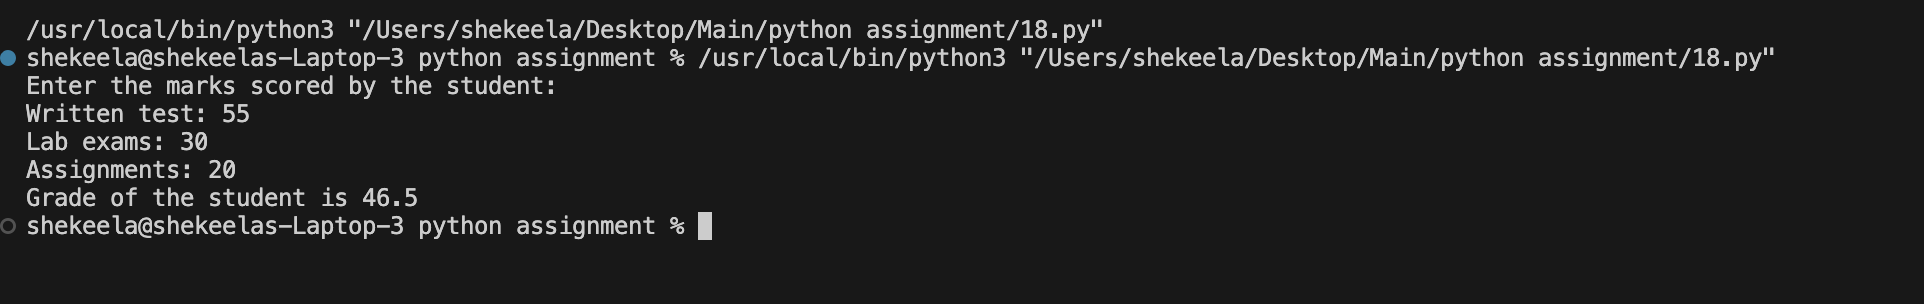 /usr/local/bin/python3 "/Users/shekeela/Desktop/Main/python assignment/18.py"
shekeela@shekeelas-Laptop-3 python assignment % /usr/local/bin/python3 "/Users/shekeela/Desktop/Main/python assignment/18.py"
Enter the marks scored by the student:
Written test: 55
Lab exams: 30
Assignments: 20
Grade of the student is 46.5
shekeela@shekeelas-Laptop-3 python assignment %